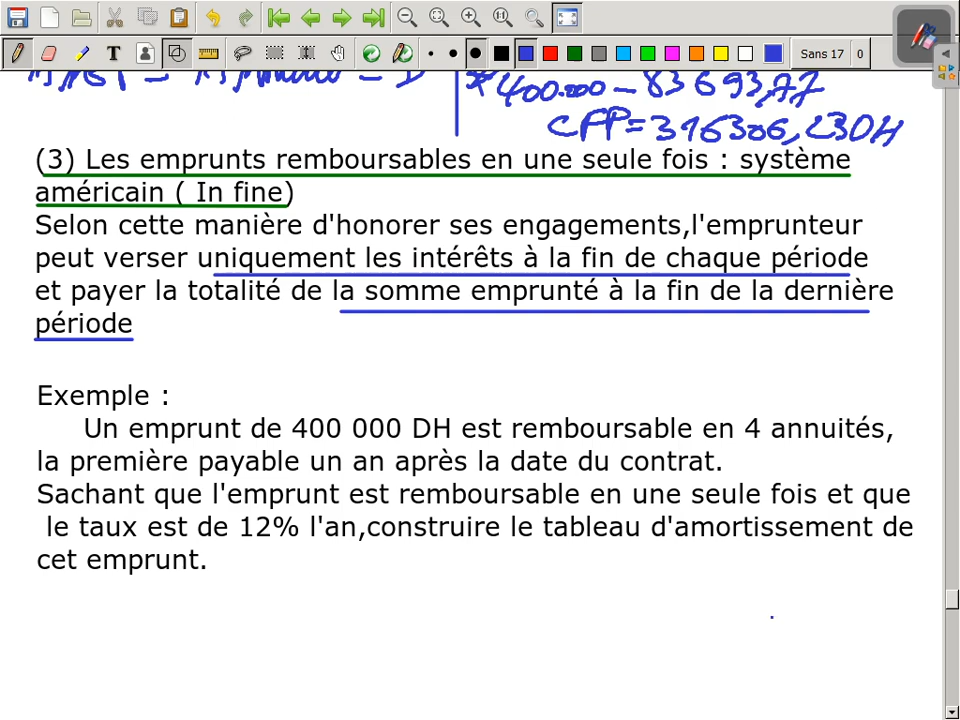 Sans 17 0
400.000 - 83693,77
CFP = 316306,23DH
(3) Les emprunts remboursables en une seule fois : système
américain ( In fine)
Selon cette manière d'honorer ses engagements,l'emprunteur
peut verser uniquement les intérêts à la fin de chaque période
et payer la totalité de la somme emprunté à la fin de la dernière
période
Exemple :
Un emprunt de 400 000 DH est remboursable en 4 annuités,
la première payable un an après la date du contrat.
Sachant que l'emprunt est remboursable en une seule fois et que
le taux est de 12% l'an,construire le tableau d'amortissement de
cet emprunt.